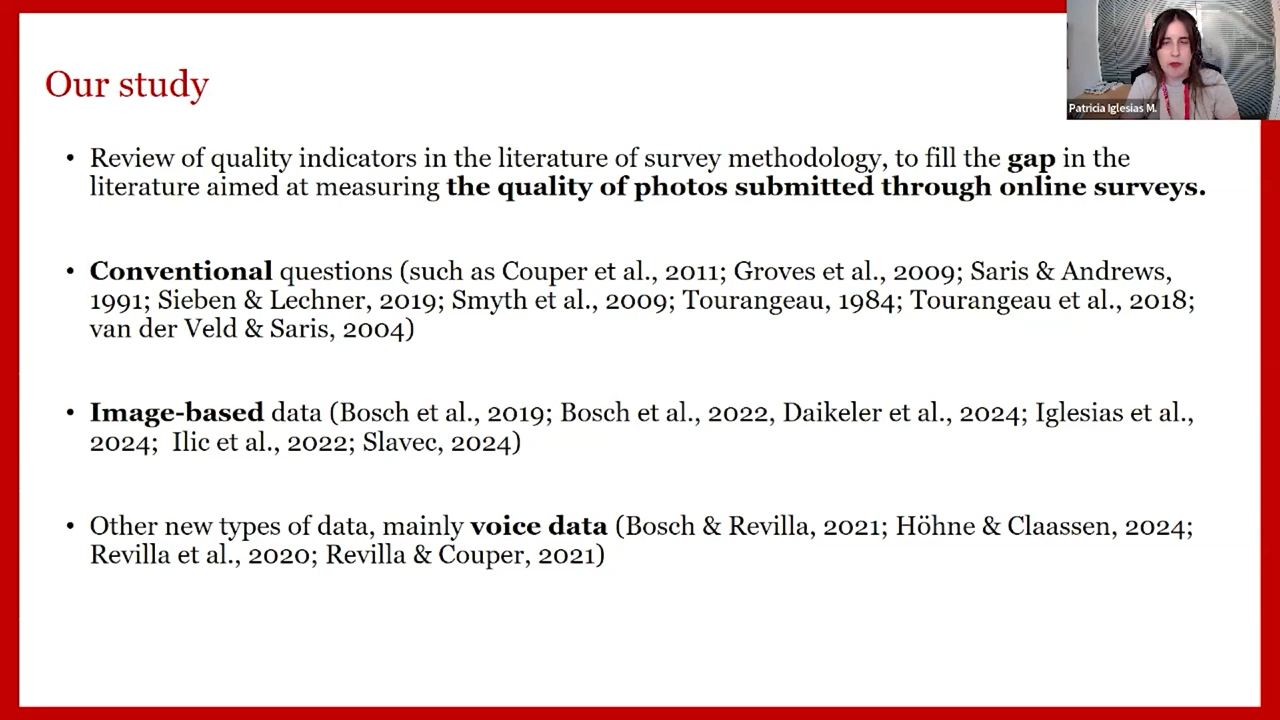 Our study
Patricia Iglesias M.
• Review of quality indicators in the literature of survey methodology, to fill the gap in the
literature aimed at measuring the quality of photos submitted through online surveys.
• Conventional questions (such as Couper et al., 2011; Groves et al., 2009; Saris & Andrews,
1991; Sieben & Lechner, 2019; Smyth et al., 2009; Tourangeau, 1984; Tourangeau et al., 2018;
van der Veld & Saris, 2004)
• Image-based data (Bosch et al., 2019; Bosch et al., 2022, Daikeler et al., 2024; Iglesias et al.,
2024;  Ilic et al., 2022; Slavec, 2024)
• Other new types of data, mainly voice data (Bosch & Revilla, 2021; Höhne & Claassen, 2024;
Revilla et al., 2020; Revilla & Couper, 2021)